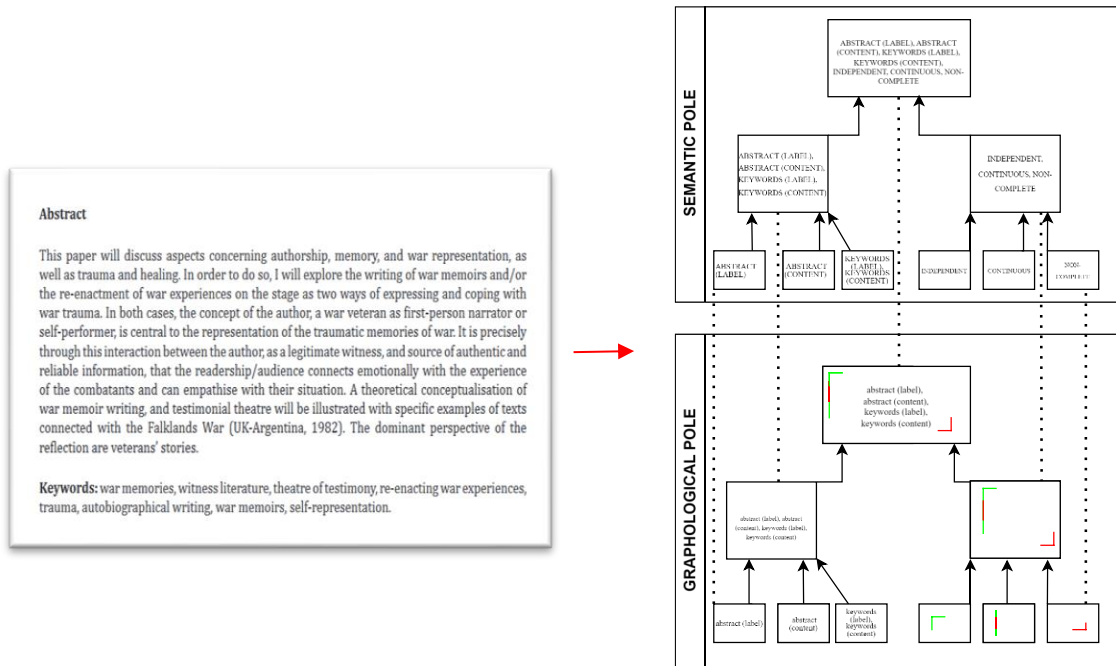 Abstract
This paper will discuss aspects concerning authorship, memory, and war representation, as
well as trauma and healing. In order to do so, I will explore the writing of war memoirs and/or
the re-enactment of war experiences on the stage as two ways of expressing and coping with
war trauma. In both cases, the concept of the author, a war veteran as first-person narrator or
self-performer, is central to the representation of the traumatic memories of war. It is precisely
through this interaction between the author, as a legitimate witness, and source of authentic and
reliable information, that the readership/audience connects emotionally with the experience
of the combatants and can empathise with their situation. A theoretical conceptualisation of
war memoir writing, and testimonial theatre will be illustrated with specific examples of texts
connected with the Falklands War (UK-Argentina, 1982). The dominant perspective of the
reflection are veterans' stories.
Keywords: war memories, witness literature, theatre of testimony, re-enacting war experiences,
trauma, autobiographical writing, war memoirs, self-representation.
SEMANTIC POLE
ABSTRACT (LABEL), ABSTRACT
(CONTENT), KEYWORDS (LABEL),
KEYWORDS (CONTENT),
INDEPENDENT, CONTINUOUS, NON-
COMPLETE
ABSTRACT (LABEL),
ABSTRACT (CONTENT),
KEYWORDS (LABEL),
KEYWORDS (CONTENT)
INDEPENDENT,
CONTINUOUS, NON-
COMPLETE
ABSTRACT
(LABEL)
ABSTRACT
(CONTENT)
KEYWORDS
(LABEL),
KEYWORDS
(CONTENT)
INDEPENDENT
CONTINUOUS
NON-
COMPLETE
GRAPHOLOGICAL POLE
abstract (label),
abstract (content),
keywords (label),
keywords (content)
abstract (label), abstract
(content), keywords (label),
keywords (content)
abstract (label)
abstract
(content)
keywords
(label),
keywords
(content)